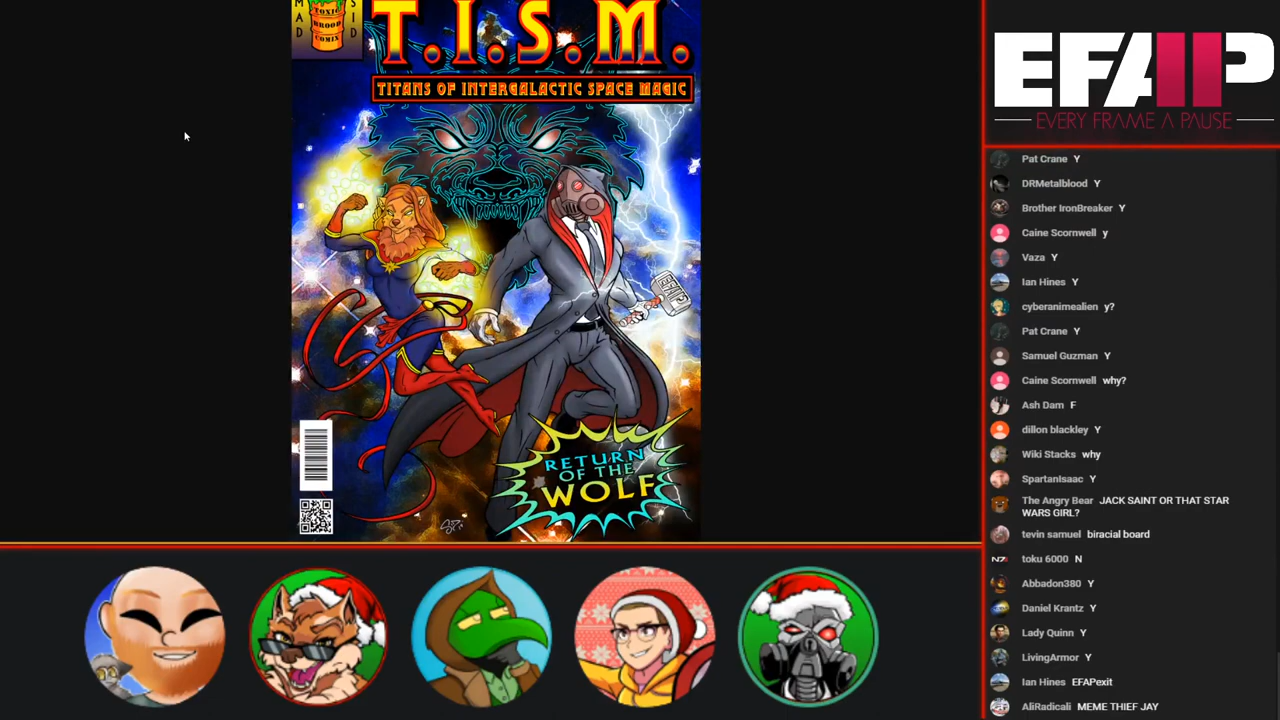 MAD
SID
TOXIC
BROOD
COMIX
T.I.S.M.
TITANS OF INTERGALACTIC SPACE MAGIC
EFAP
RETURN
OF THE
WOLF
EFAP
EVERY FRAME A PAUSE
Pat Crane Y
DRMetalblood Y
Brother IronBreaker Y
Caine Scornwell y
Vaza Y
Ian Hines Y
cyberanimealien y?
Pat Crane Y
Samuel Guzman Y
Caine Scornwell why?
Ash Dam F
dillon blackley Y
Wiki Stacks why
SpartanIsaac Y
The Angry Bear JACK SAINT OR THAT STAR
WARS GIRL?
tevin samuel biracial board
N7 toku 6000 N
Abbadon380 Y
Daniel Krantz Y
Lady Quinn Y
LivingArmor Y
Ian Hines EFAPexit
AliRadicali MEME THIEF JAY